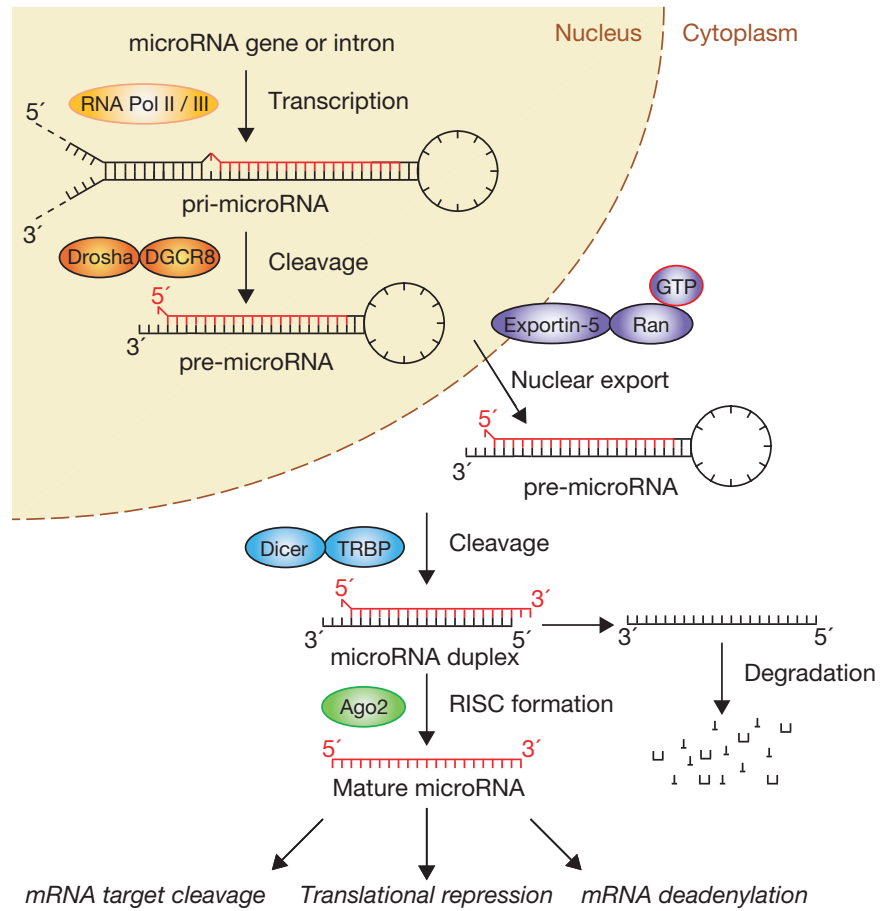 microRNA gene or intron
Nucleus
Cytoplasm
RNA Pol II / III
Transcription
5´
3´
pri-microRNA
Drosha
DGCR8
Cleavage
5´
3´
pre-microRNA
GTP
Exportin-5
Ran
Nuclear export
5´
3´
pre-microRNA
Dicer
TRBP
Cleavage
5´
3´
3´
5´
microRNA duplex
3´
5´
Degradation
Ago2
RISC formation
5´
3´
Mature microRNA
mRNA target cleavage
Translational repression
mRNA deadenylation